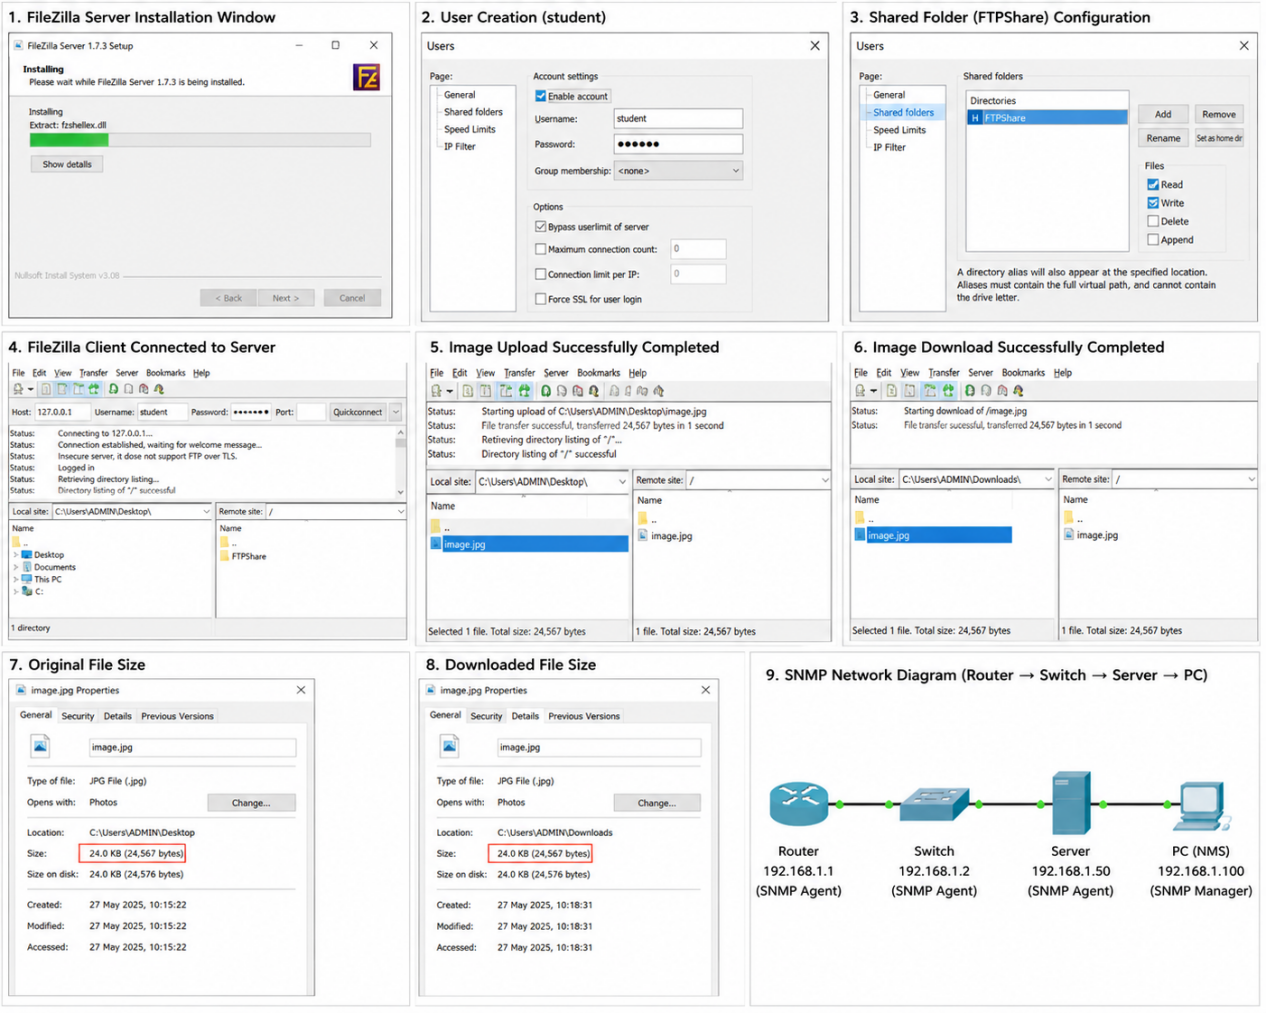 1. FileZilla Server Installation Window
FileZilla Server 1.7.3 Setup
Installing
Please wait while FileZilla Server 1.7.3 is being installed.
Installing
Extract: fzshellex.dll
Show details
Nullsoft Install System v3.08
< Back
Next >
Cancel
2. User Creation (student)
Users
Page:
General
Shared folders
Speed Limits
IP Filter
Account settings
Enable account
Username: student
Password: ●●●●●●
Group membership: <none>
Options
Bypass userlimit of server
Maximum connection count: 0
Connection limit per IP: 0
Force SSL for user login
3. Shared Folder (FTPShare) Configuration
Users
Page:
General
Shared folders
Speed Limits
IP Filter
Shared folders
Directories
H FTPShare
Add
Remove
Rename
Set as home dir
Files
Read
Write
Delete
Append
A directory alias will also appear at the specified location.
Aliases must contain the full virtual path, and cannot contain
the drive letter.
4. FileZilla Client Connected to Server
File Edit View Transfer Server Bookmarks Help
Host: 127.0.0.1 Username: student Password: ●●●●●●● Port: Quickconnect
Status: Connecting to 127.0.0.1...
Status: Connection established, waiting for welcome message...
Status: Insecure server, it dose not support FTP over TLS.
Status: Logged in
Status: Retrieving directory listing...
Status: Directory listing of "/" successful
Local site: C:\Users\ADMIN\Desktop\
Remote site: /
Name
..
Desktop
Documents
This PC
C:
Name
..
FTPShare
1 directory
5. Image Upload Successfully Completed
File Edit View Transfer Server Bookmarks Help
Status: Starting upload of C:\Users\ADMIN\Desktop\image.jpg
Status: File transfer successful, transferred 24,567 bytes in 1 second
Status: Retrieving directory listing of "/"...
Status: Directory listing of "/" successful
Local site: C:\Users\ADMIN\Desktop\
Remote site: /
Name
..
image.jpg
Name
..
image.jpg
Selected 1 file. Total size: 24,567 bytes
1 file. Total size: 24,567 bytes
6. Image Download Successfully Completed
File Edit View Transfer Server Bookmarks Help
Status: Starting download of /image.jpg
Status: File transfer sucessful, transferred 24,567 bytes in 1 second
Local site: C:\Users\ADMIN\Downloads\
Remote site: /
Name
..
image.jpg
Name
..
image.jpg
Selected 1 file. Total size: 24,567 bytes
1 file. Total size: 24,567 bytes
7. Original File Size
image.jpg Properties
General Security Details Previous Versions
image.jpg
Type of file: JPG File (.jpg)
Opens with: Photos Change...
Location: C:\Users\ADMIN\Desktop
Size: 24.0 KB (24,567 bytes)
Size on disk: 24.0 KB (24,576 bytes)
Created: 27 May 2025, 10:15:22
Modified: 27 May 2025, 10:15:22
Accessed: 27 May 2025, 10:15:22
8. Downloaded File Size
image.jpg Properties
General Security Details Previous Versions
image.jpg
Type of file: JPG File (.jpg)
Opens with: Photos Change...
Location: C:\Users\ADMIN\Downloads
Size: 24.0 KB (24,567 bytes)
Size on disk: 24.0 KB (24,576 bytes)
Created: 27 May 2025, 10:18:31
Modified: 27 May 2025, 10:18:31
Accessed: 27 May 2025, 10:18:31
9. SNMP Network Diagram (Router → Switch → Server → PC)
Router
192.168.1.1
(SNMP Agent)
Switch
192.168.1.2
(SNMP Agent)
Server
192.168.1.50
(SNMP Agent)
PC (NMS)
192.168.1.100
(SNMP Manager)